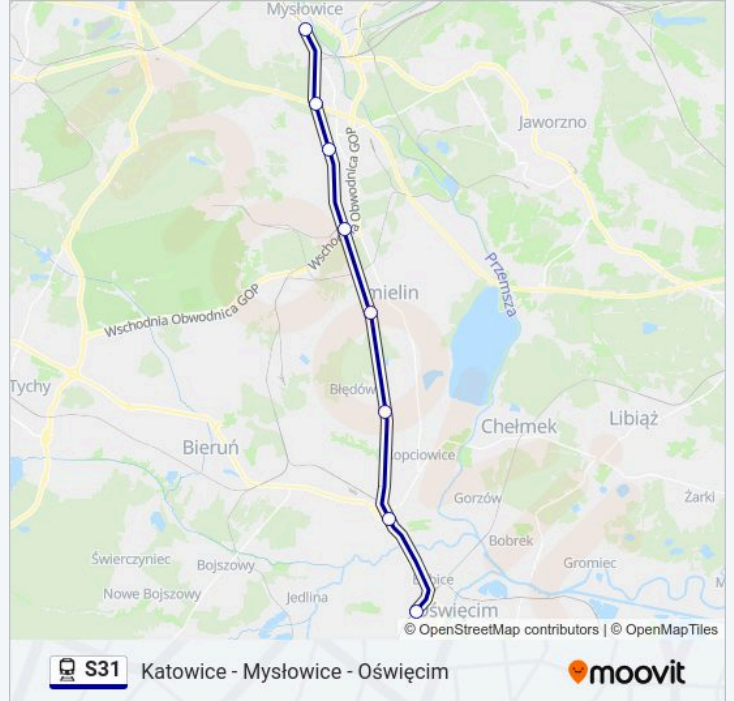 Mysłowice
Jaworzno
Wschodnia Obwodnica GOP
Przemsza
mielin
Wschodnia Obwodnica GOP
Tychy
Błędów
Chełmek
Libiąż
Bieruń
opciowice
Gorzów
Żarki
Bobrek
Świerczyniec
Bojszowy
Gromiec
Nowe Bojszowy
Jedlina
Oświęcim
© OpenStreetMap contributors | © OpenMapTiles
S31 Katowice - Mysłowice - Oświęcim
moovit